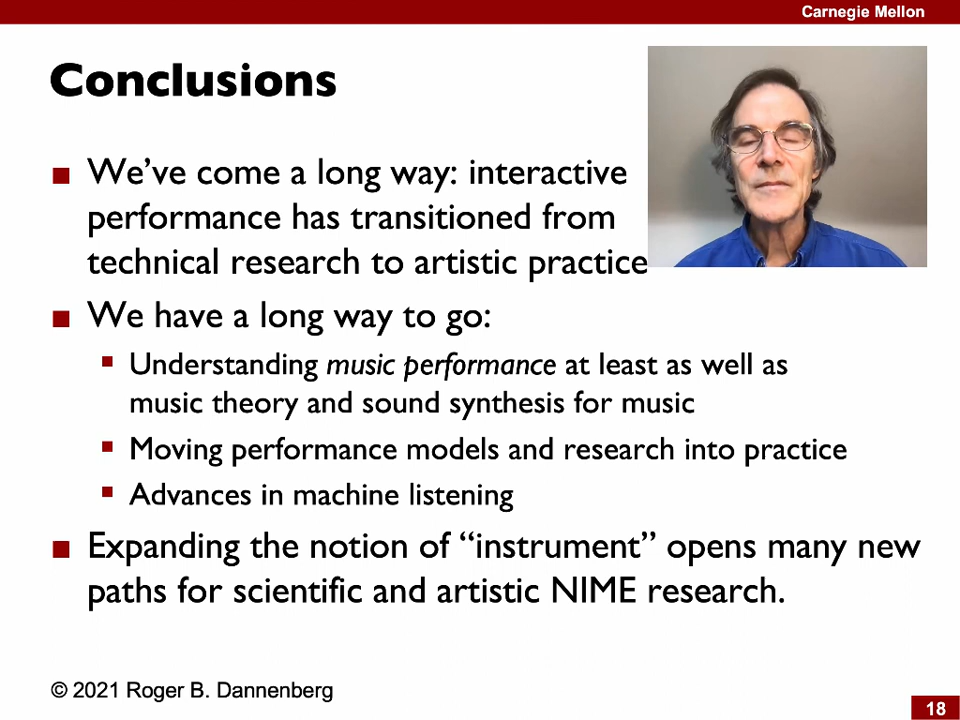 Carnegie Mellon
Conclusions
■ We’ve come a long way: interactive
performance has transitioned from
technical research to artistic practice
■ We have a long way to go:
▪ Understanding music performance at least as well as
music theory and sound synthesis for music
▪ Moving performance models and research into practice
▪ Advances in machine listening
■ Expanding the notion of “instrument” opens many new
paths for scientific and artistic NIME research.
© 2021 Roger B. Dannenberg
18